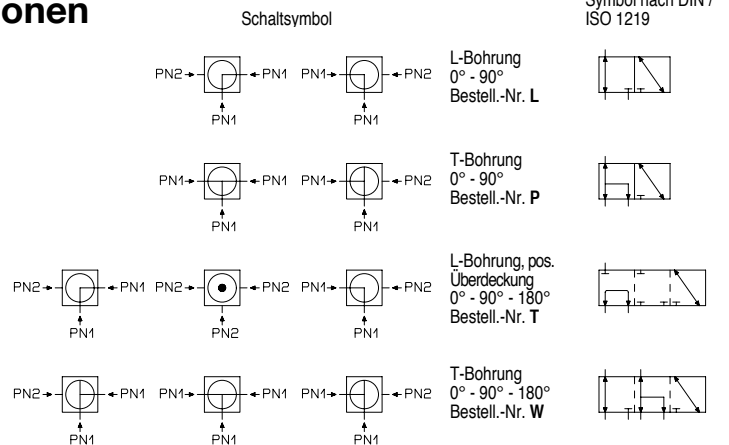 onen
Schaltsymbol
Symbol nach DIN /
ISO 1219
PN2 PN1 PN1 PN2
PN1 PN1
L-Bohrung
0° - 90°
Bestell.-Nr. L
PN1 PN1 PN1 PN2
PN1 PN1
T-Bohrung
0° - 90°
Bestell.-Nr. P
PN2 PN1 PN2 PN2 PN1 PN2
PN1 PN2 PN1
L-Bohrung, pos.
Überdeckung
0° - 90° - 180°
Bestell.-Nr. T
PN2 PN1 PN1 PN1 PN1 PN2
PN1 PN1 PN1
T-Bohrung
0° - 90° - 180°
Bestell.-Nr. W